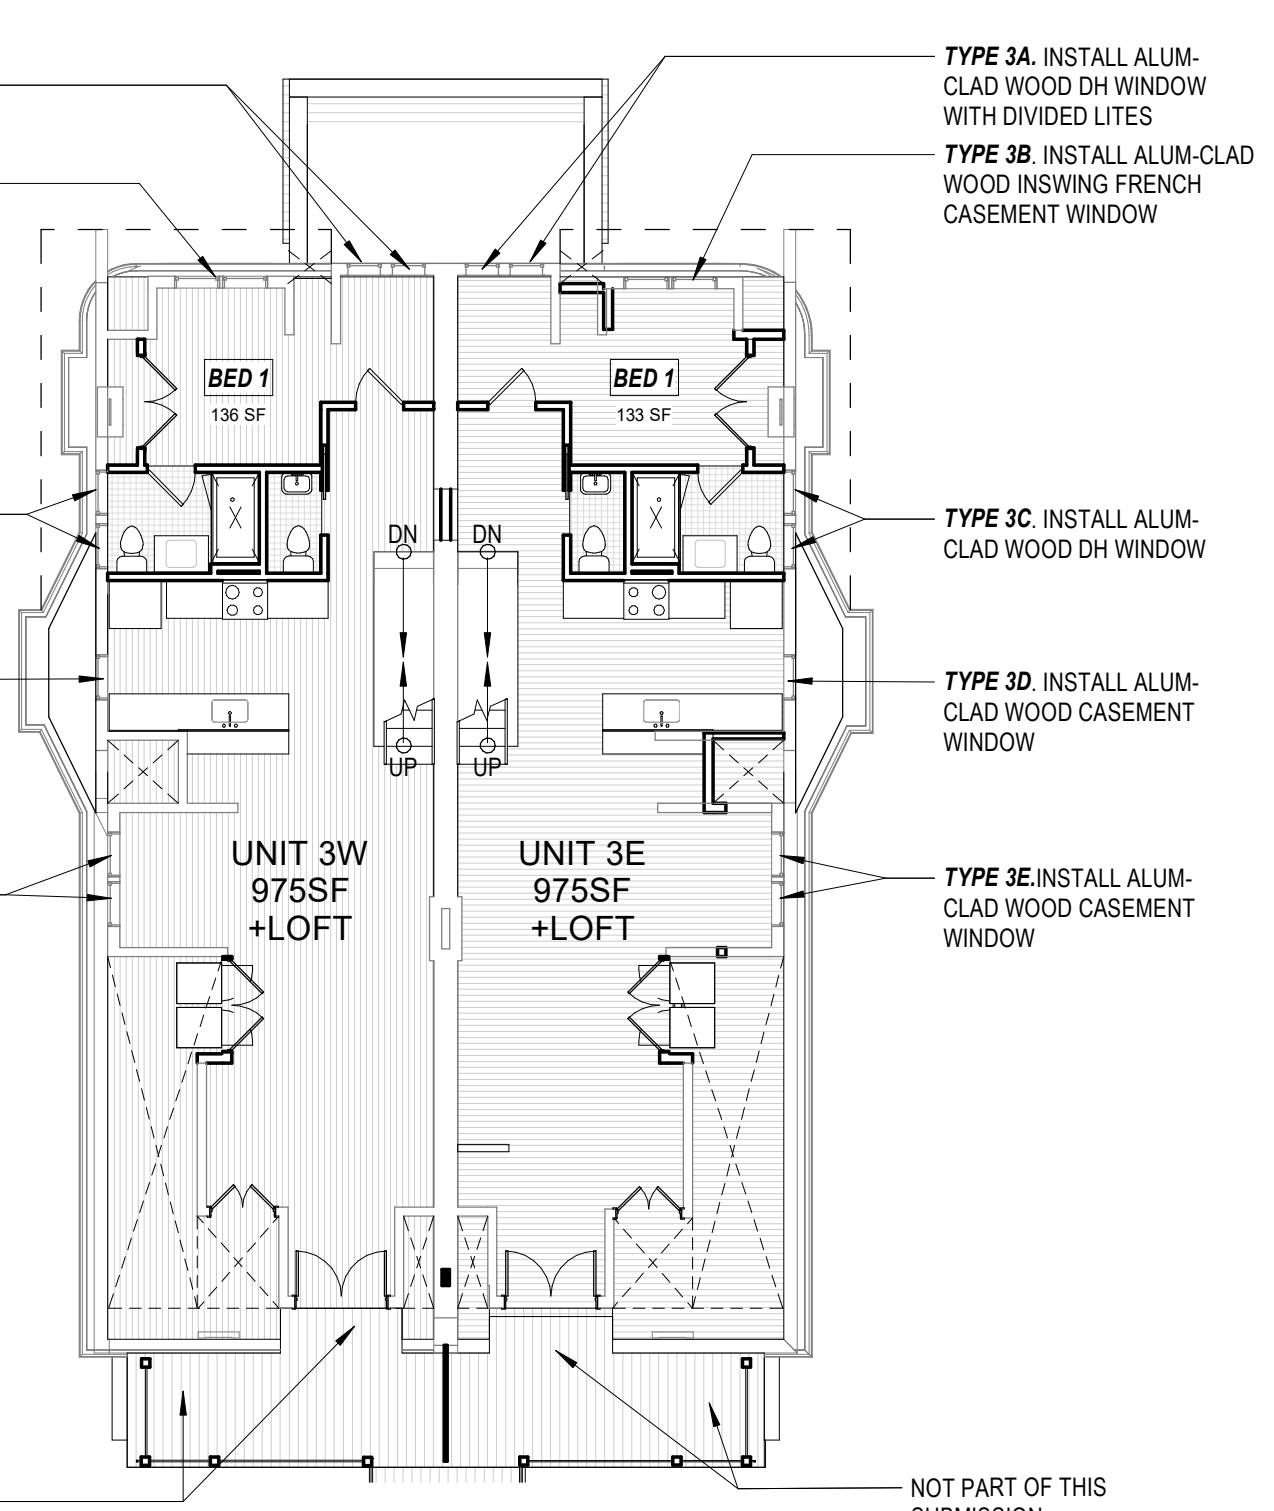 TYPE 3A. INSTALL ALUM-
CLAD WOOD DH WINDOW
WITH DIVIDED LITES
TYPE 3B. INSTALL ALUM-CLAD
WOOD INSWING FRENCH
CASEMENT WINDOW
BED 1
136 SF
BED 1
133 SF
TYPE 3C. INSTALL ALUM-
CLAD WOOD DH WINDOW
DN
DN
TYPE 3D. INSTALL ALUM-
CLAD WOOD CASEMENT
WINDOW
UP
UP
UNIT 3W
975SF
+LOFT
UNIT 3E
975SF
+LOFT
TYPE 3E.INSTALL ALUM-
CLAD WOOD CASEMENT
WINDOW
NOT PART OF THIS
SUBMISSION